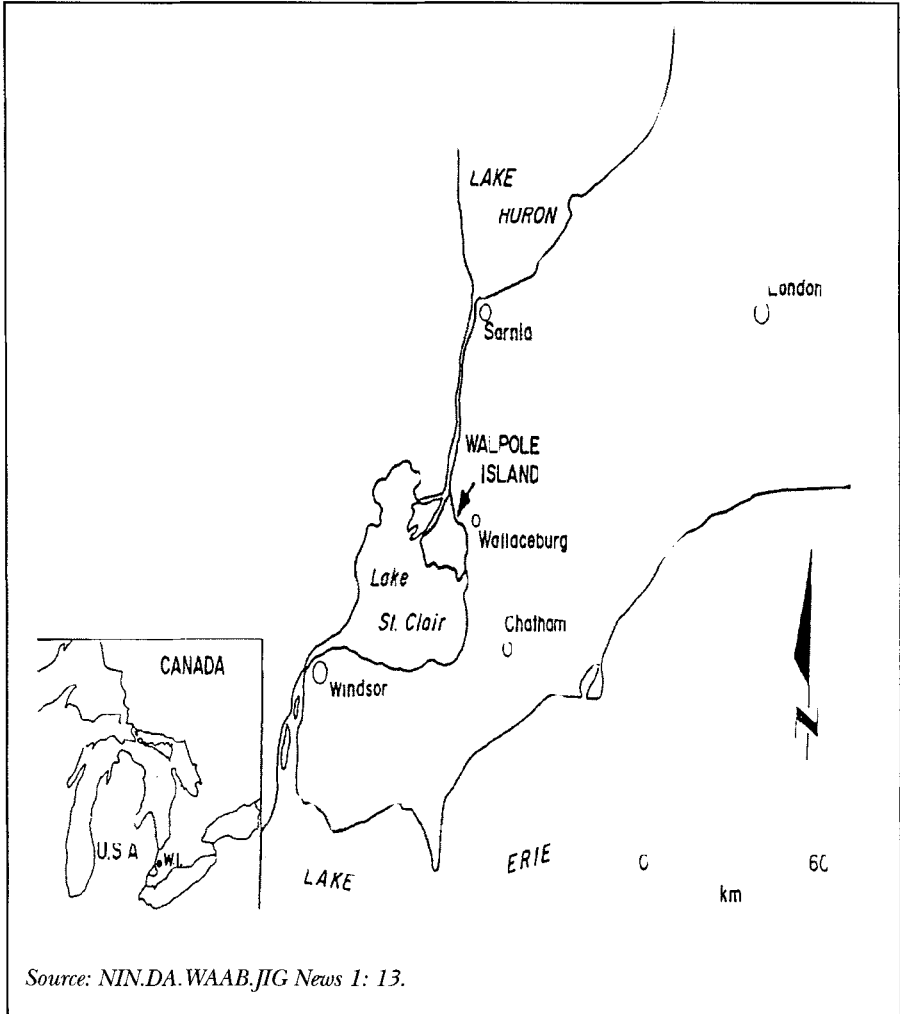 LAKE
HURON
London
Sarnia
WALPOLE
ISLAND
Wallaceburg
Lake
St. Clair
Chatham
CANADA
Windsor
U.S A
W.I.
LAKE
ERIE
0 60
km
N
Source: NIN.DA.WAAB.JIG News 1: 13.